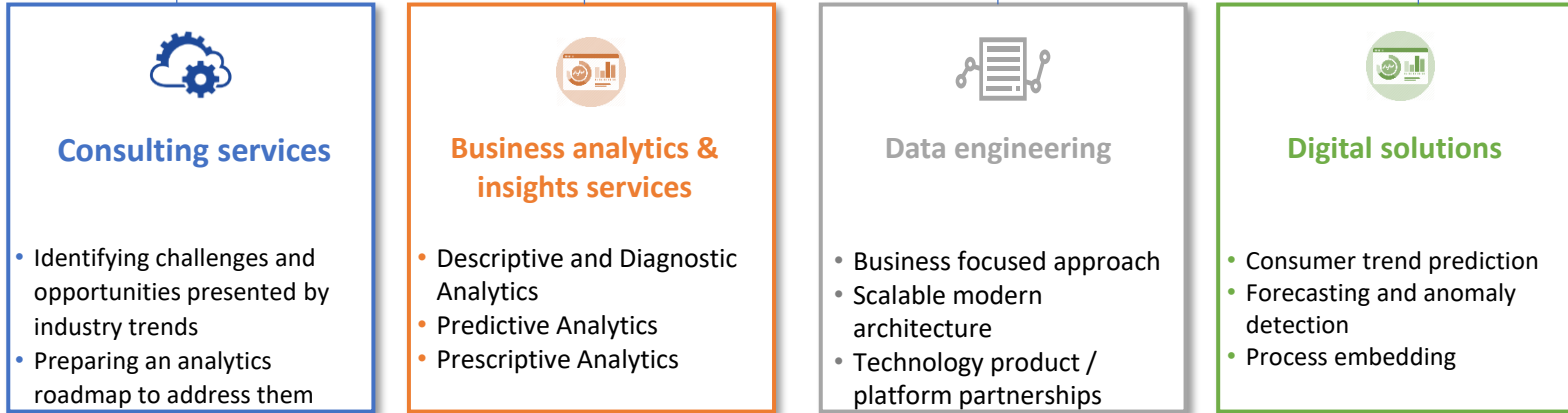 Consulting services
• Identifying challenges and
opportunities presented by
industry trends
• Preparing an analytics
roadmap to address them
Business analytics &
insights services
• Descriptive and Diagnostic
Analytics
• Predictive Analytics
• Prescriptive Analytics
Data engineering
• Business focused approach
• Scalable modern
architecture
• Technology product /
platform partnerships
Digital solutions
• Consumer trend prediction
• Forecasting and anomaly
detection
• Process embedding